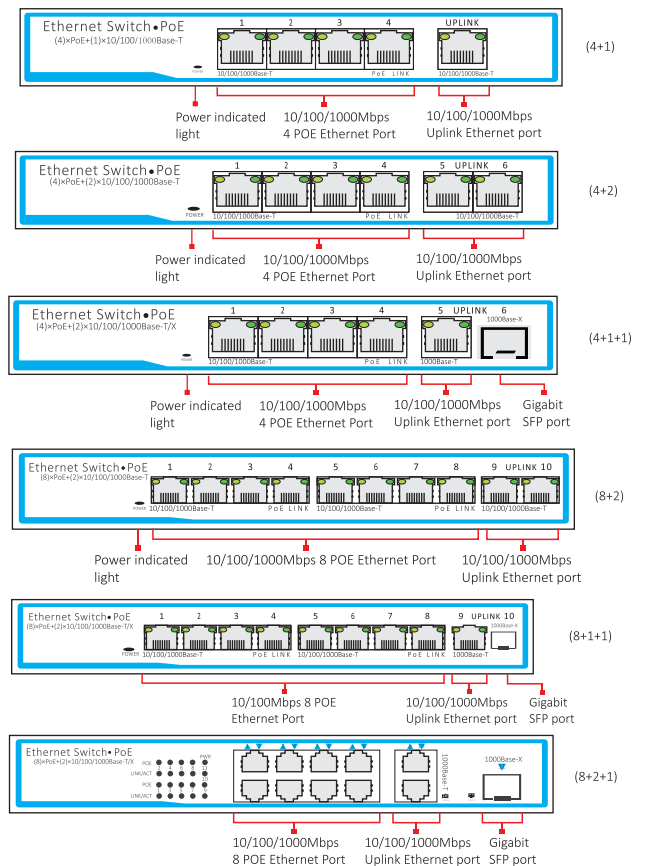 Ethernet Switch•PoE
(4)×PoE+(1)×10/100/1000Base-T
1 2 3 4 UPLINK
POWER
10/100/1000Base-T PoE LINK 10/100/1000Base-T
(4+1)
Power indicated
light
10/100/1000Mbps
4 POE Ethernet Port
10/100/1000Mbps
Uplink Ethernet port
Ethernet Switch•PoE
(4)×PoE+(2)×10/100/1000Base-T
1 2 3 4 5 UPLINK 6
POWER
10/100/1000Base-T PoE LINK 10/100/1000Base-T
(4+2)
Power indicated
light
10/100/1000Mbps
4 POE Ethernet Port
10/100/1000Mbps
Uplink Ethernet port
Ethernet Switch•PoE
(4)×PoE+(2)×10/100/1000Base-T/X
1 2 3 4 5 UPLINK 6
1000Base-X
POWER
10/100/1000Base-T PoE LINK 1000Base-T
(4+1+1)
Power indicated
light
10/100/1000Mbps
4 POE Ethernet Port
10/100/1000Mbps
Uplink Ethernet port
Gigabit
SFP port
Ethernet Switch•PoE
(8)×PoE+(2)×10/100/1000Base-T
1 2 3 4 5 6 7 8 9 UPLINK 10
POWER
10/100/1000Base-T PoE LINK 10/100/1000Base-T PoE LINK 10/100/1000Base-T
(8+2)
Power indicated
light
10/100/1000Mbps 8 POE Ethernet Port
10/100/1000Mbps
Uplink Ethernet port
Ethernet Switch•PoE
(8)×PoE+(2)×10/100/1000Base-T/X
1 2 3 4 5 6 7 8 9 UPLINK 10
1000Base-X
POWER
10/100/1000Base-T PoE LINK 10/100/1000Base-T PoE LINK 1000Base-T
(8+1+1)
10/100Mbps 8 POE
Ethernet Port
10/100/1000Mbps
Uplink Ethernet port
Gigabit
SFP port
Ethernet Switch•PoE
(8)×PoE+(2)×10/100/1000Base-T/X
PWR
POE
2 4 6 8 11
LINK/ACT
10
POE
LINK/ACT
1000Base-T
1000Base-X
(8+2+1)
10/100/1000Mbps
8 POE Ethernet Port
10/100/1000Mbps
Uplink Ethernet port
Gigabit
SFP port